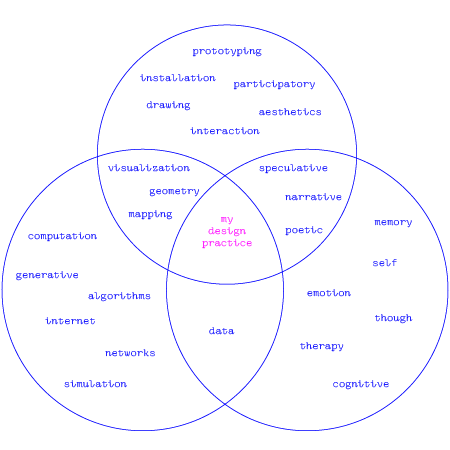 prototyping
installation
participatory
drawing
aesthetics
interaction
visualization
speculative
geometry
narrative
mapping
my
design
practice
poetic
memory
computation
self
generative
emotion
algorithms
internet
though
data
networks
therapy
simulation
cognitive